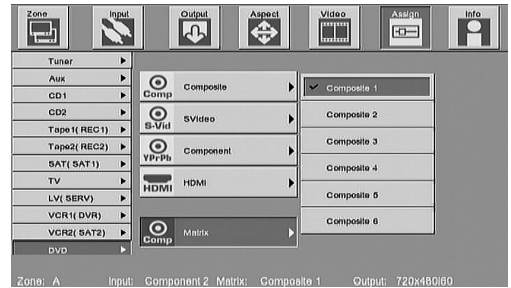 Zone Input Output Aspect Video Assign Info
Tuner
Aux
CD1
CD2
Tape1( REC1)
Tape2( REC2)
SAT( SAT1)
TV
LV( SERV)
VCR1( DVR)
VCR2( SAT2)
DVD
Comp Composite
S-Vid SVideo
YPrPb Component
HDMI HDMI
Comp Matrix
Composite 1
Composite 2
Composite 3
Composite 4
Composite 5
Composite 6
Zone: A Input: Component 2 Matrix: Composite 1 Output: 720x480|60